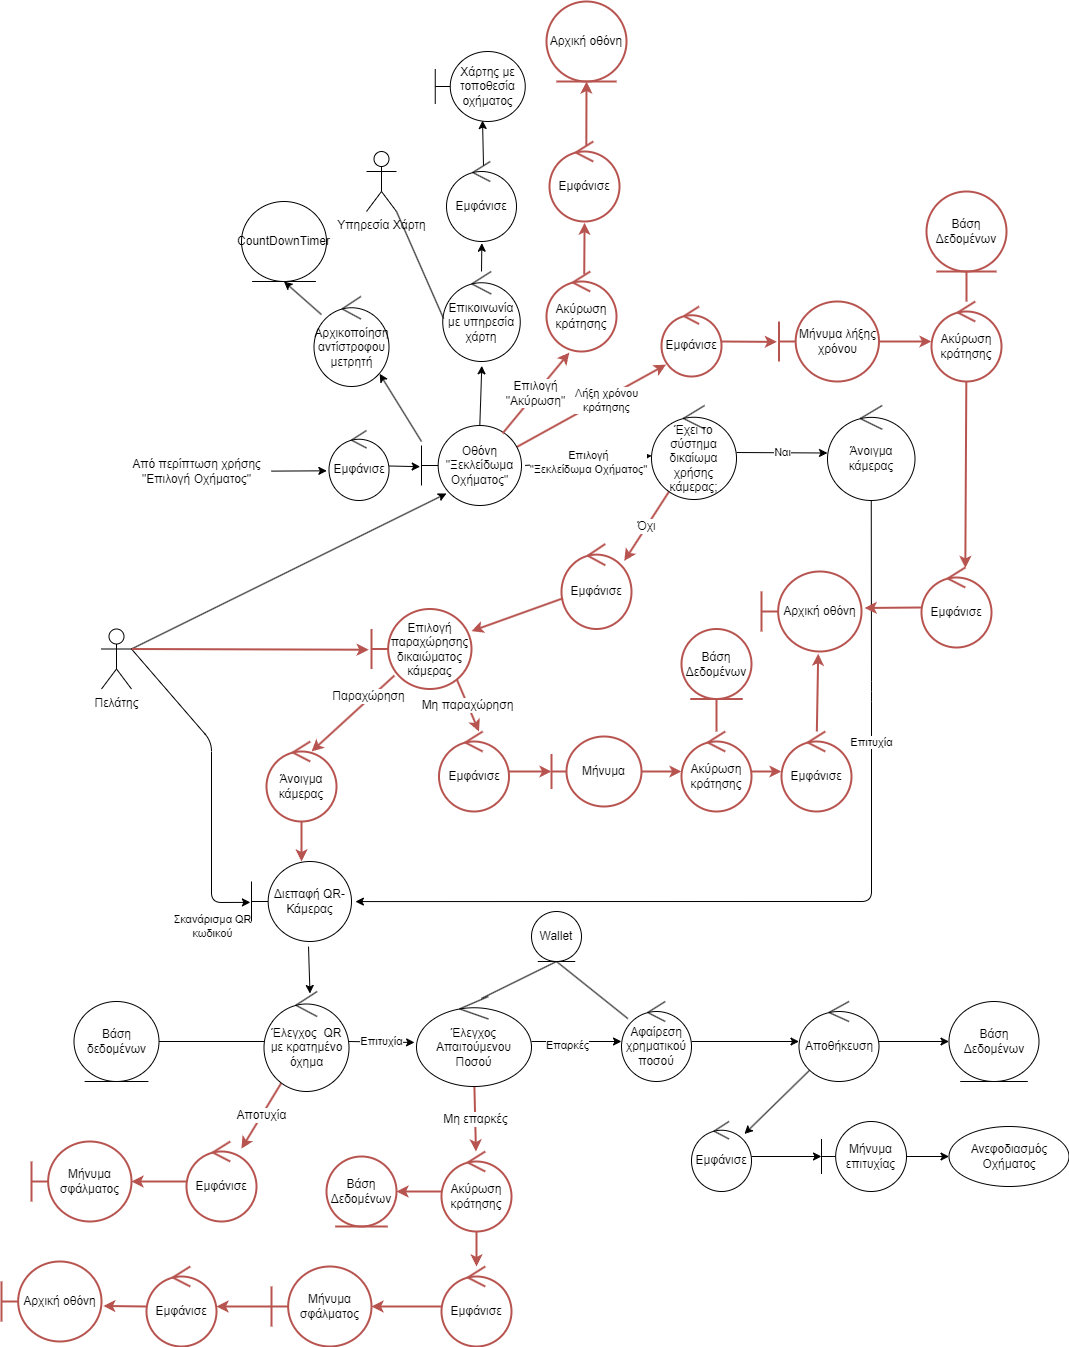 Αρχική οθόνη
Χάρτης με
τοποθεσία
οχήματος
Εμφάνισε
Εμφάνισε
Υπηρεσία Χάρτη
CountDownTimer
Βάση
Δεδομένων
Επικοινωνία
με υπηρεσία
χάρτη
Ακύρωση
κράτησης
Αρχικοποίηση
αντίστροφου
μετρητή
Εμφάνισε
Μήνυμα λήξης
χρόνου
Ακύρωση
κράτησης
Επιλογή
"Ακύρωση"
Λήξη χρόνου
κράτησης
Από περίπτωση χρήσης
"Επιλογή Οχήματος"
Εμφάνισε
Οθόνη
"Ξεκλείδωμα
Οχήματος"
Επιλογή
"Ξεκλείδωμα Οχήματος"
Έχει το
σύστημα
δικαίωμα
χρήσης
κάμερας;
Ναι
Άνοιγμα
κάμερας
Όχι
Εμφάνισε
Αρχική οθόνη
Εμφάνισε
Επιλογή
παραχώρησης
δικαιώματος
κάμερας
Βάση
Δεδομένων
Πελάτης
Παραχώρηση
Μη παραχώρηση
Επιτυχία
Άνοιγμα
κάμερας
Εμφάνισε
Μήνυμα
Ακύρωση
κράτησης
Εμφάνισε
Διεπαφή QR-
Κάμερας
Σκανάρισμα QR
κωδικού
Wallet
Βάση
δεδομένων
Έλεγχος QR
με κρατημένο
όχημα
Επιτυχία
Έλεγχος
Απαιτούμενου
Ποσού
Επαρκές
Αφαίρεση
χρηματικού
ποσού
Αποθήκευση
Βάση
Δεδομένων
Αποτυχία
Μη επαρκές
Εμφάνισε
Μήνυμα
επιτυχίας
Ανεφοδιασμός
Οχήματος
Μήνυμα
σφάλματος
Εμφάνισε
Βάση
Δεδομένων
Ακύρωση
κράτησης
Αρχική οθόνη
Εμφάνισε
Μήνυμα
σφάλματος
Εμφάνισε